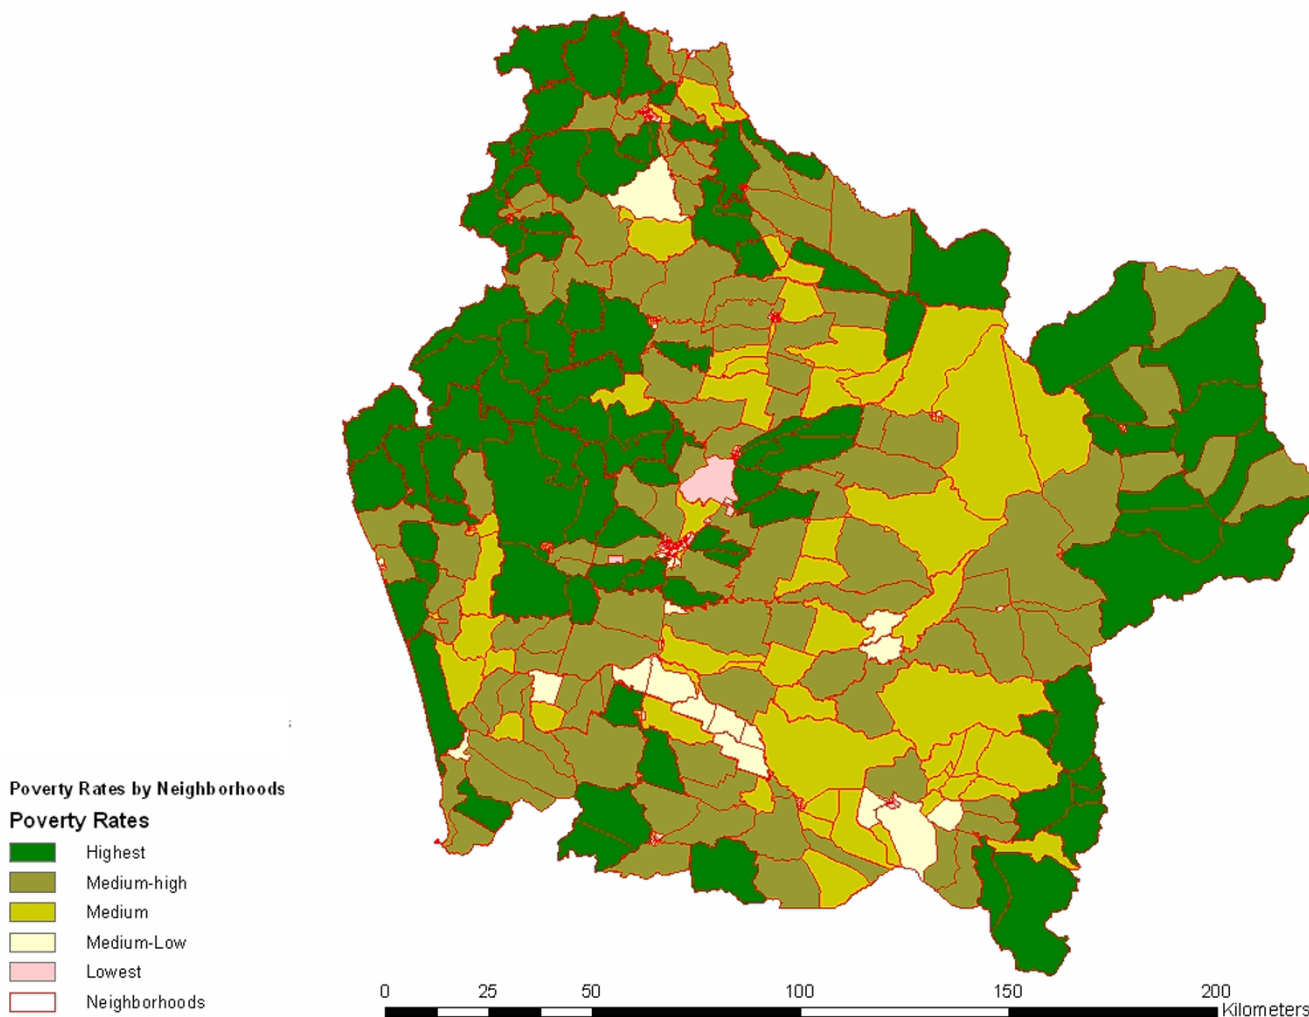 Poverty Rates by Neighborhoods
Poverty Rates
Highest
Medium-high
Medium
Medium-Low
Lowest
Neighborhoods
0 25 50 100 150 200
Kilometers